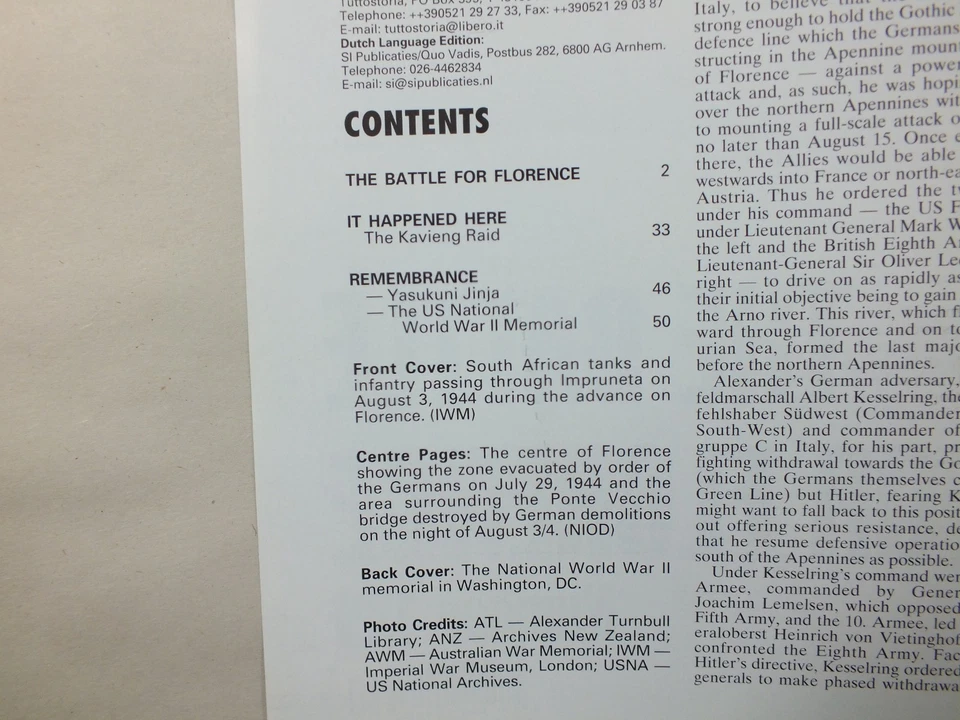 Tuttostoria, PO Box
Telephone: ++390521 29 27 33, Fax: ++390521 29 03 87
E-mail: tuttostoria@libero.it
Dutch Language Edition:
SI Publicaties/Quo Vadis, Postbus 282, 6800 AG Arnhem.
Telephone: 026-4462834
E-mail: si@sipublicaties.nl
CONTENTS
THE BATTLE FOR FLORENCE 2
IT HAPPENED HERE
The Kavieng Raid 33
REMEMBRANCE
— Yasukuni Jinja 46
— The US National
World War II Memorial 50
Front Cover: South African tanks and
infantry passing through Impruneta on
August 3, 1944 during the advance on
Florence. (IWM)
Centre Pages: The centre of Florence
showing the zone evacuated by order of
the Germans on July 29, 1944 and the
area surrounding the Ponte Vecchio
bridge destroyed by German demolitions
on the night of August 3/4. (NIOD)
Back Cover: The National World War II
memorial in Washington, DC.
Photo Credits: ATL — Alexander Turnbull
Library; ANZ — Archives New Zealand;
AWM — Australian War Memorial; IWM —
Imperial War Museum, London; USNA —
US National Archives.
Italy, to believe that
strong enough to hold the Gothic
defence line which the Germans
structing in the Apennine moun
of Florence — against a power
attack and, as such, he was hopi
over the northern Apennines wit
to mounting a full-scale attack o
no later than August 15. Once e
there, the Allies would be able
westwards into France or north-ea
Austria. Thus he ordered the tw
under his command — the US F
under Lieutenant General Mark W
the left and the British Eighth A
Lieutenant-General Sir Oliver Lee
right — to drive on as rapidly as
their initial objective being to gain
the Arno river. This river, which f
ward through Florence and on to
urian Sea, formed the last majo
before the northern Apennines.
Alexander's German adversary,
feldmarschall Albert Kesselring, the
fehlshaber Südwest (Commander
South-West) and commander of
gruppe C in Italy, for his part, pr
fighting withdrawal towards the Go
(which the Germans themselves c
Green Line) but Hitler, fearing K
might want to fall back to this posit
out offering serious resistance, de
that he resume defensive operatio
south of the Apennines as possible.
Under Kesselring's command wer
Armee, commanded by Gener
Joachim Lemelsen, which opposed
Fifth Army, and the 10. Armee, led
eraloberst Heinrich von Vietinghof
confronted the Eighth Army. Fac
Hitler's directive, Kesselring ordered
generals to make phased withdrawa